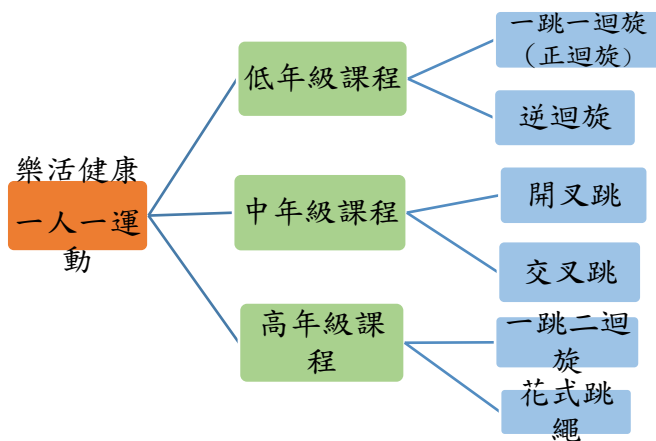 樂活健康
一人一運
動
低年級課程
一跳一迴旋
（正迴旋）
逆迴旋
中年級課程
開叉跳
交叉跳
高年級課
程
一跳二迴
旋
花式跳
繩